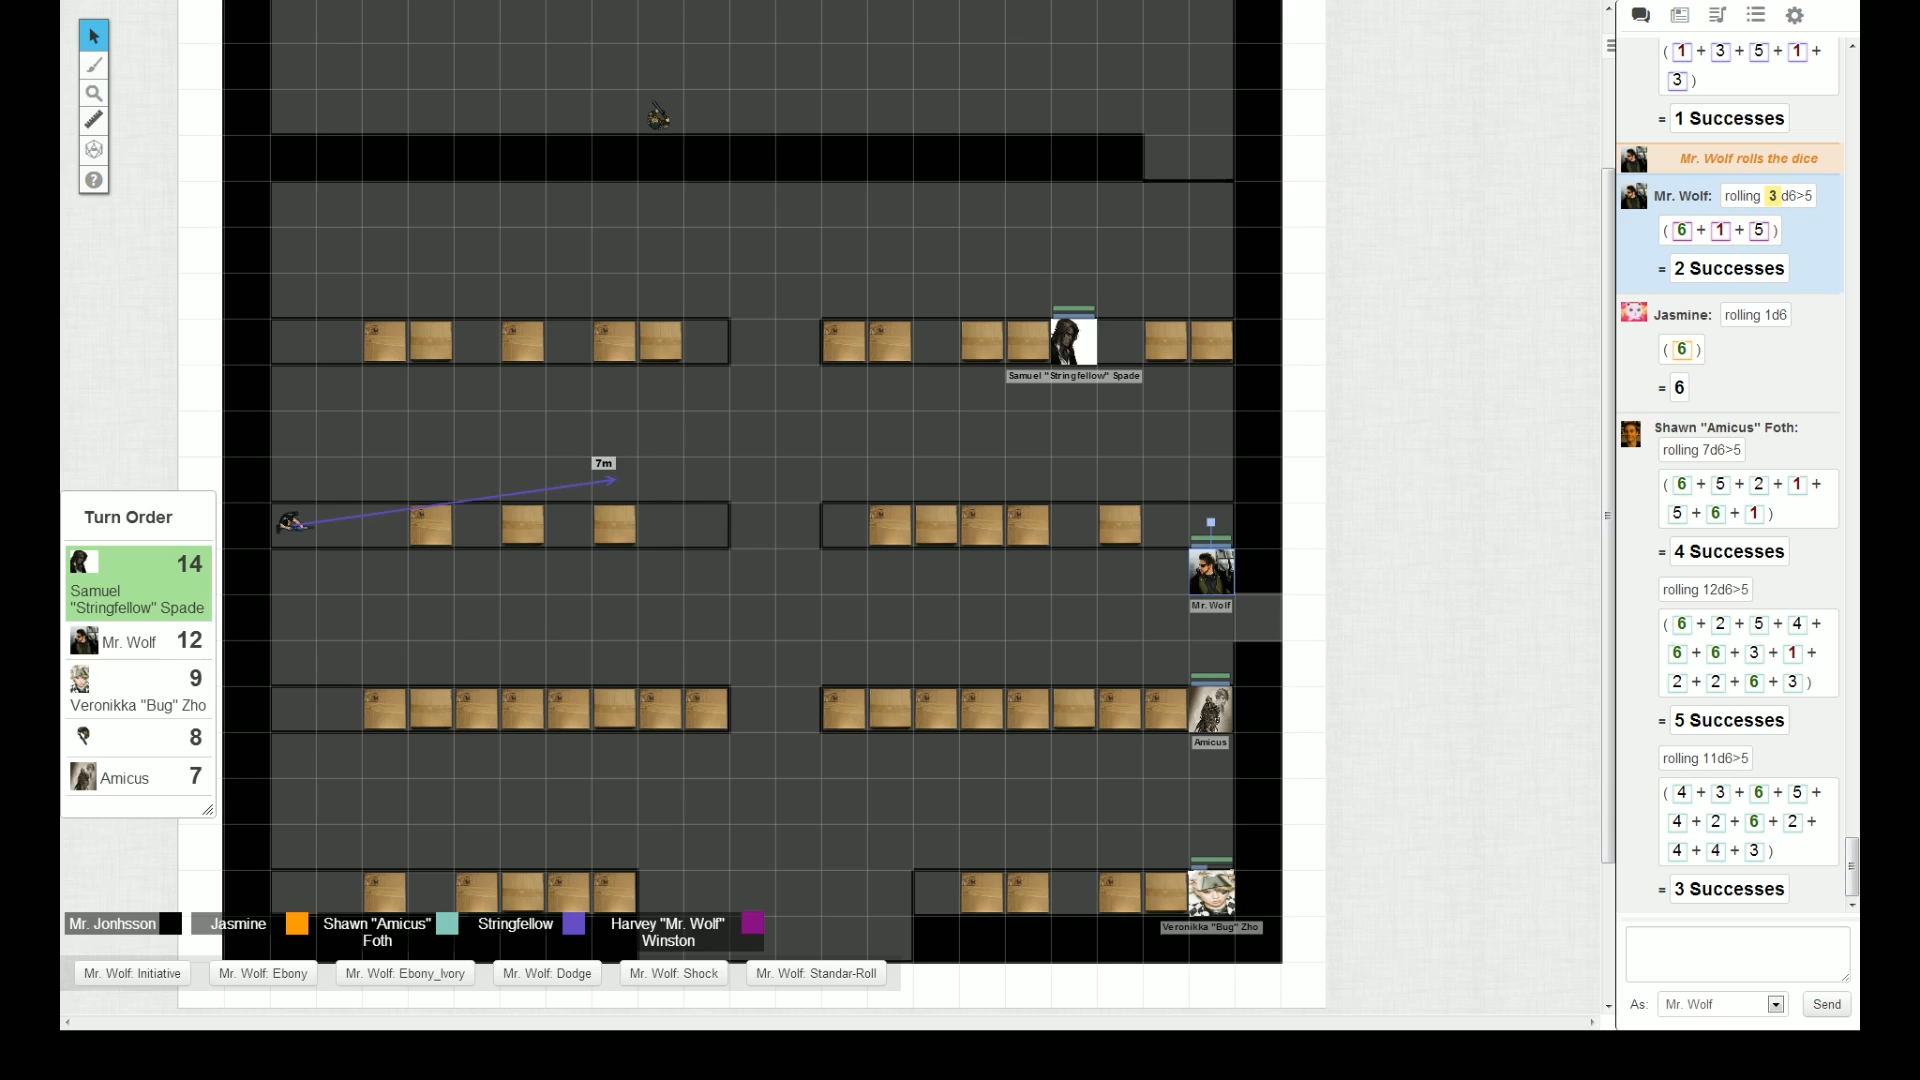 Turn Order
14
Samuel
"Stringfellow" Spade
Mr. Wolf 12
9
Veronikka "Bug" Zho
8
Amicus 7
7m
Samuel "Stringfellow" Spade
Mr. Wolf
Amicus
Veronikka "Bug" Zho
Mr. Jonhsson
Jasmine
Shawn "Amicus"
Foth
Stringfellow
Harvey "Mr. Wolf"
Winston
Mr. Wolf: Initiative
Mr. Wolf: Ebony
Mr. Wolf: Ebony_Ivory
Mr. Wolf: Dodge
Mr. Wolf: Shock
Mr. Wolf: Standar-Roll
( 1 + 3 + 5 + 1 +
3 )
= 1 Successes
Mr. Wolf rolls the dice
Mr. Wolf: rolling 3 d6>5
( 6 + 1 + 5 )
= 2 Successes
Jasmine: rolling 1d6
( 6 )
= 6
Shawn "Amicus" Foth:
rolling 7d6>5
( 6 + 5 + 2 + 1 +
5 + 6 + 1 )
= 4 Successes
rolling 12d6>5
( 6 + 2 + 5 + 4 +
6 + 6 + 3 + 1 +
2 + 2 + 6 + 3 )
= 5 Successes
rolling 11d6>5
( 4 + 3 + 6 + 5 +
4 + 2 + 6 + 2 +
4 + 4 + 3 )
= 3 Successes
As: Mr. Wolf Send